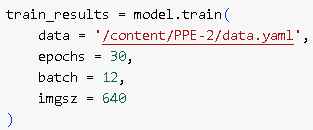 train_results = model.train(
    data = '/content/PPE-2/data.yaml',
    epochs = 30,
    batch = 12,
    imgsz = 640
)